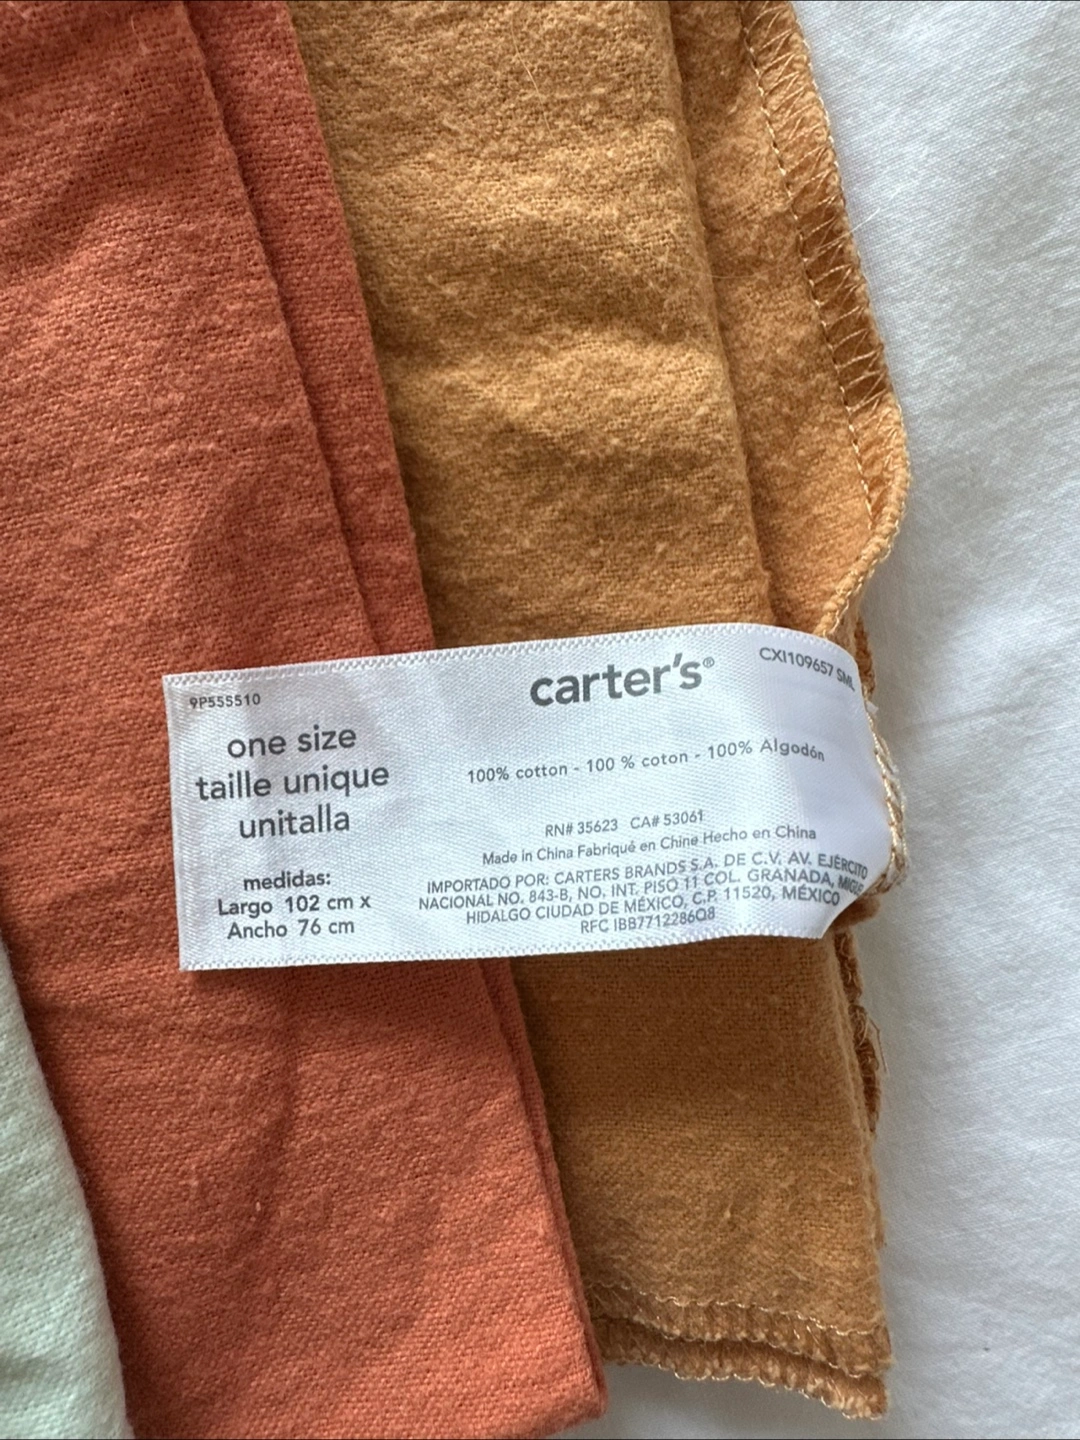 9P555510
one size
taille unique
unitalla
medidas:
Largo 102 cm x
Ancho 76 cm
carter's®
CXI109657 SML
100% cotton - 100 % coton - 100% Algodón
RN# 35623 CA# 53061
Made in China Fabriqué en Chine Hecho en China
IMPORTADO POR: CARTERS BRANDS S.A. DE C.V. AV. EJÉRCITO
NACIONAL NO. 843-B, NO. INT. PISO 11 COL. GRANADA,
HIDALGO CIUDAD DE MÉXICO, C.P. 11520, MÉXICO
RFC IBB7712286Q8